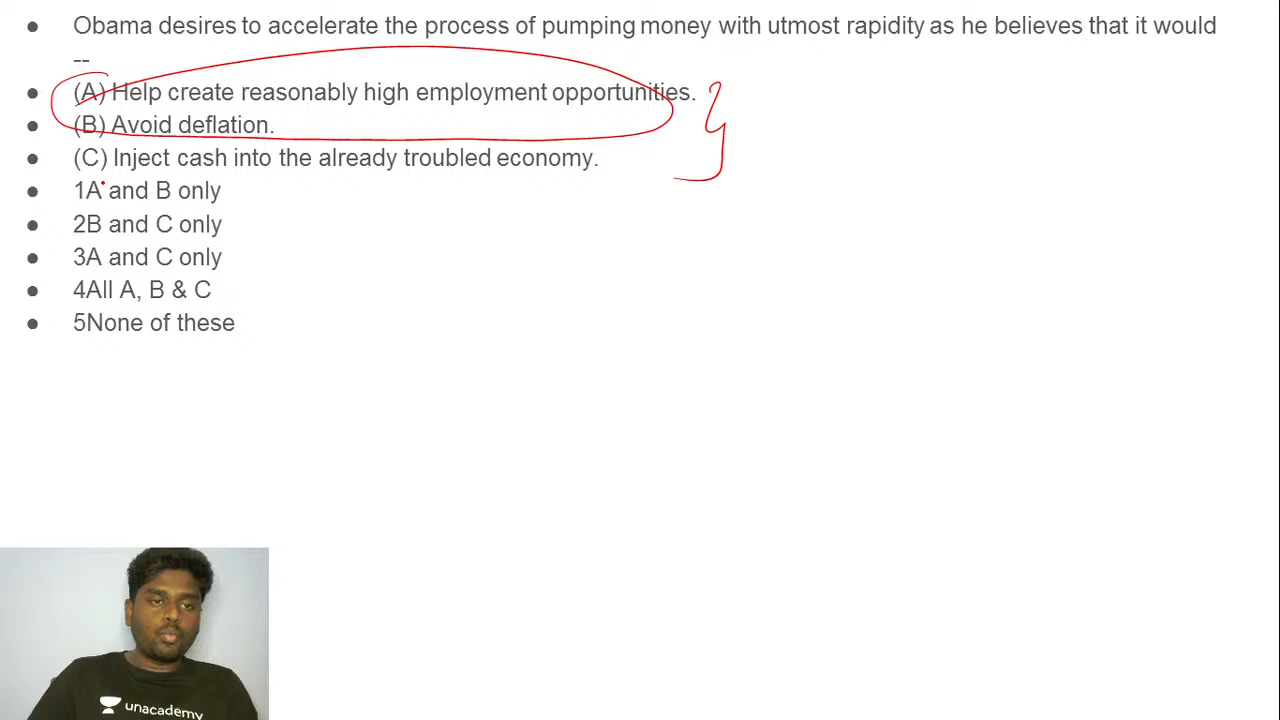 Obama desires to accelerate the process of pumping money with utmost rapidity as he believes that it would
--
(A) Help create reasonably high employment opportunities.
(B) Avoid deflation.
(C) Inject cash into the already troubled economy.
1A and B only
2B and C only
3A and C only
4All A, B & C
5None of these
unacademy